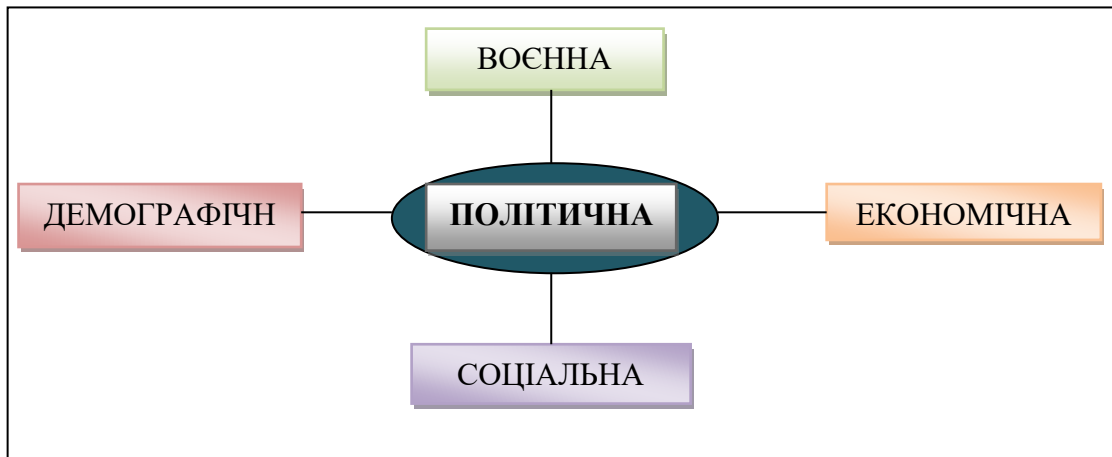 ВОЄННА
ДЕМОГРАФІЧН
ПОЛІТИЧНА
ЕКОНОМІЧНА
СОЦІАЛЬНА